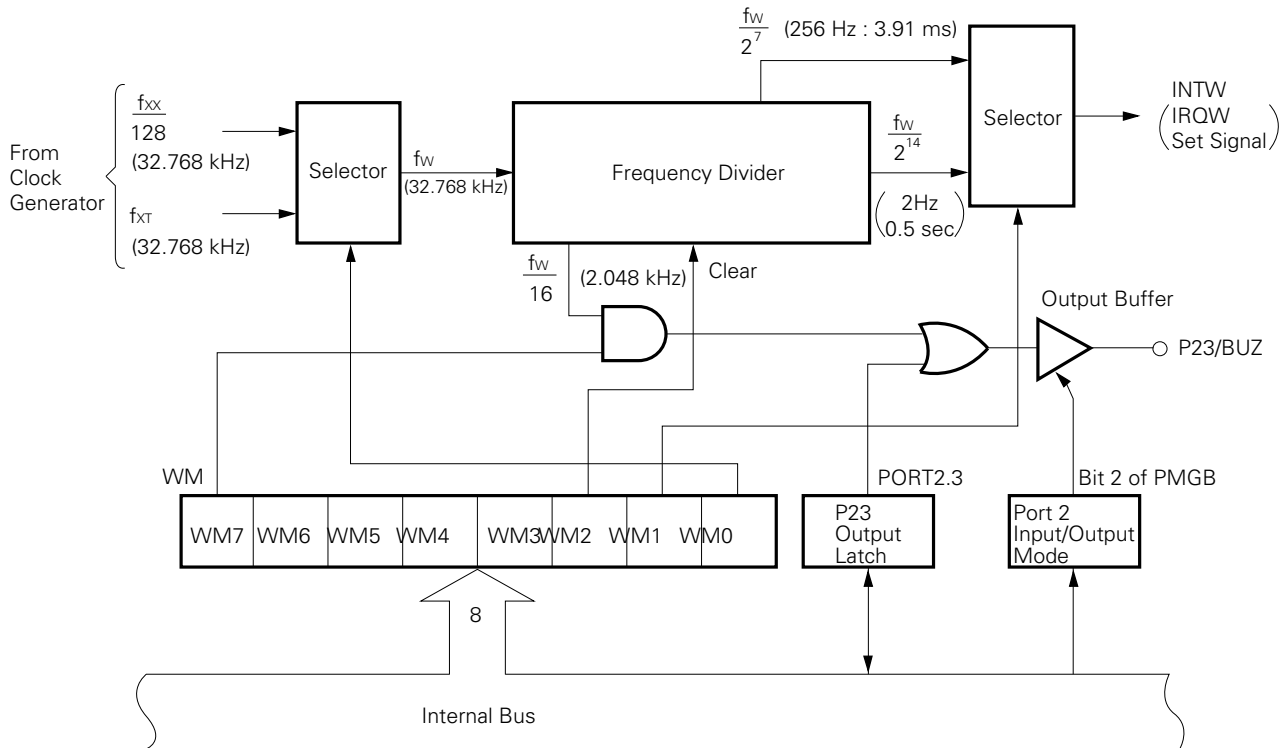 fW
2^7 (256 Hz : 3.91 ms)
INTW
IRQW
Set Signal
fXX
128
(32.768 kHz)
From
Clock
Generator
fXT
(32.768 kHz)
Selector
fW
(32.768 kHz)
Frequency Divider
fW
2^14
2Hz
0.5 sec
Selector
fW
16
(2.048 kHz)
Clear
Output Buffer
P23/BUZ
WM
PORT2.3
Bit 2 of PMGB
WM7 WM6 WM5 WM4 WM3 WM2 WM1 WM0
P23
Output
Latch
Port 2
Input/Output
Mode
8
Internal Bus